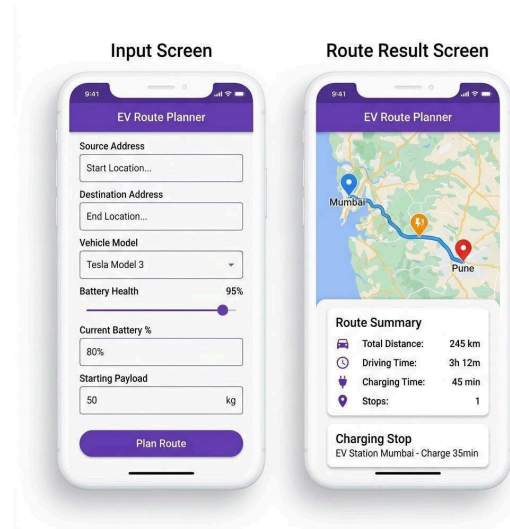 Input Screen
9:41
EV Route Planner
Source Address
Start Location...
Destination Address
End Location...
Vehicle Model
Tesla Model 3
Battery Health 95%
Current Battery %
80%
Starting Payload
50 kg
Plan Route
Route Result Screen
9:41
EV Route Planner
Mumbai
Pune
Route Summary
Total Distance: 245 km
Driving Time: 3h 12m
Charging Time: 45 min
Stops: 1
Charging Stop
EV Station Mumbai - Charge 35min